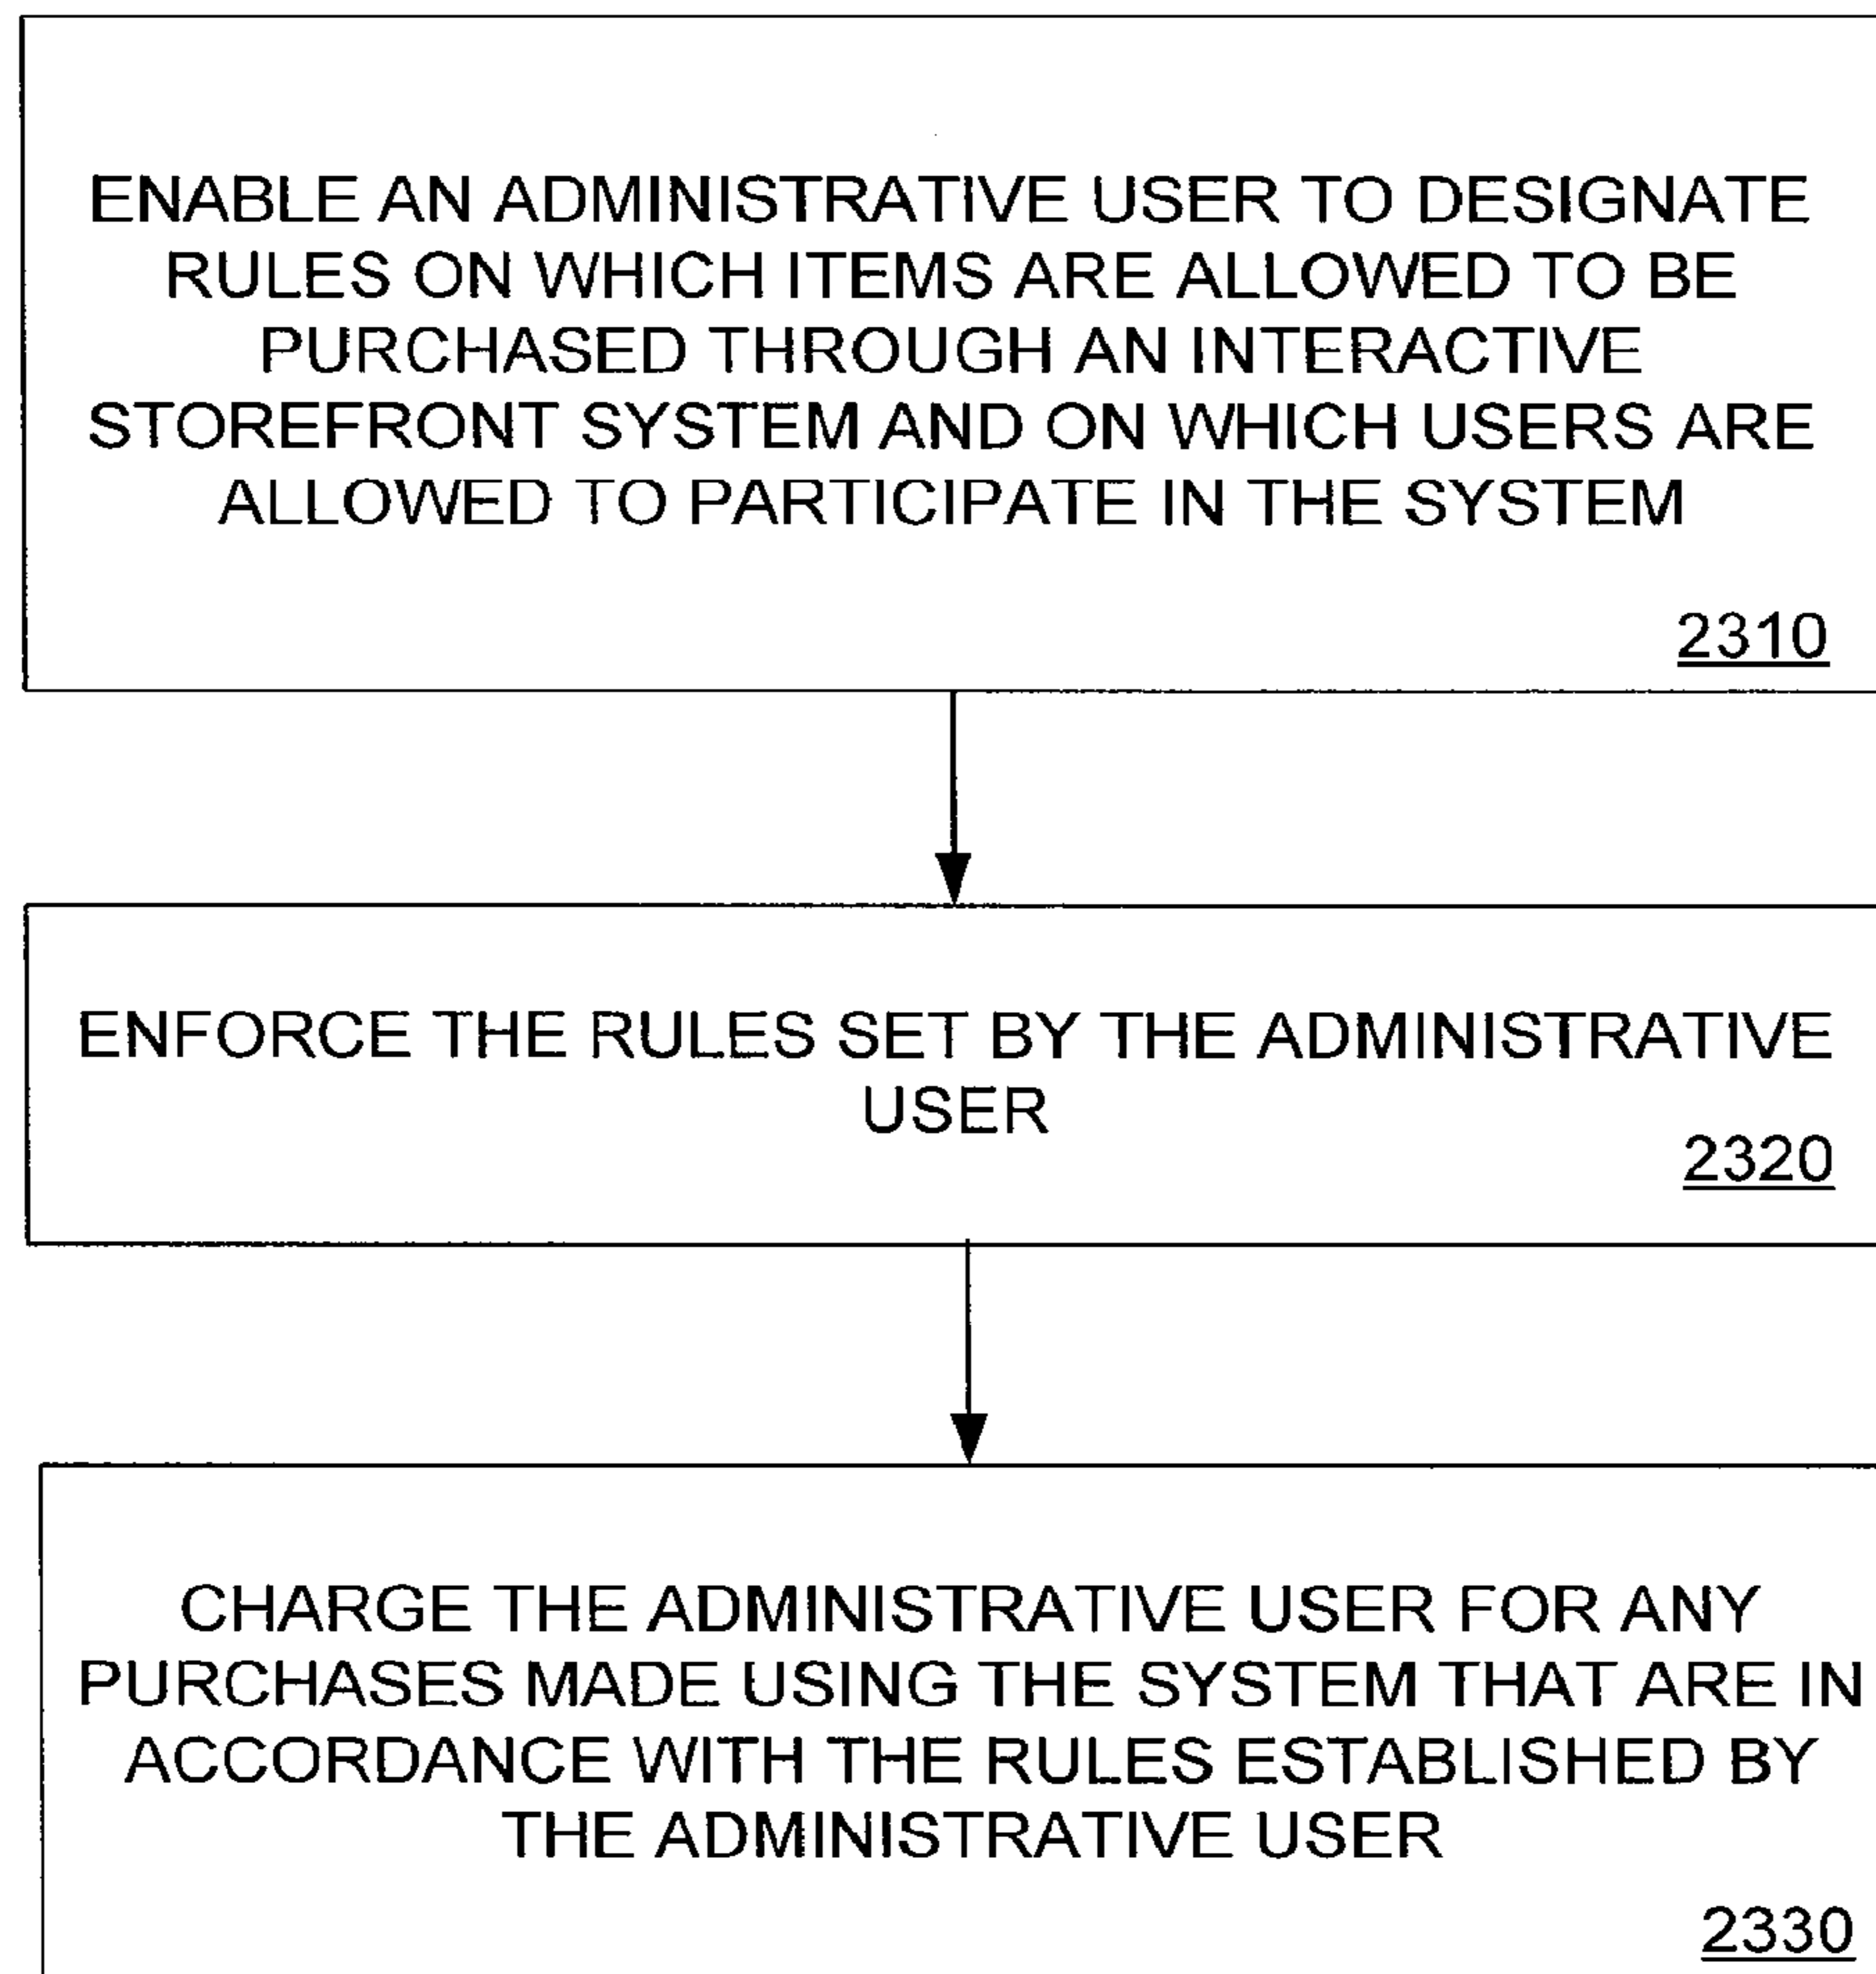 ENABLE AN ADMINISTRATIVE USER TO DESIGNATE
RULES ON WHICH ITEMS ARE ALLOWED TO BE
PURCHASED THROUGH AN INTERACTIVE
STOREFRONT SYSTEM AND ON WHICH USERS ARE
ALLOWED TO PARTICIPATE IN THE SYSTEM
2310
ENFORCE THE RULES SET BY THE ADMINISTRATIVE
USER
2320
CHARGE THE ADMINISTRATIVE USER FOR ANY
PURCHASES MADE USING THE SYSTEM THAT ARE IN
ACCORDANCE WITH THE RULES ESTABLISHED BY
THE ADMINISTRATIVE USER
2330